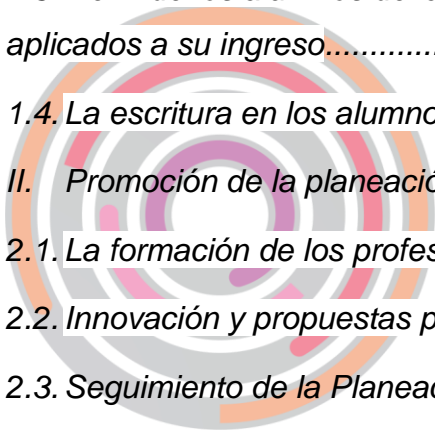 aplicados a su ingreso.............
1.4. La escritura en los alumno
II. Promoción de la planeació
2.1. La formación de los profes
2.2. Innovación y propuestas p
2.3. Seguimiento de la Planea